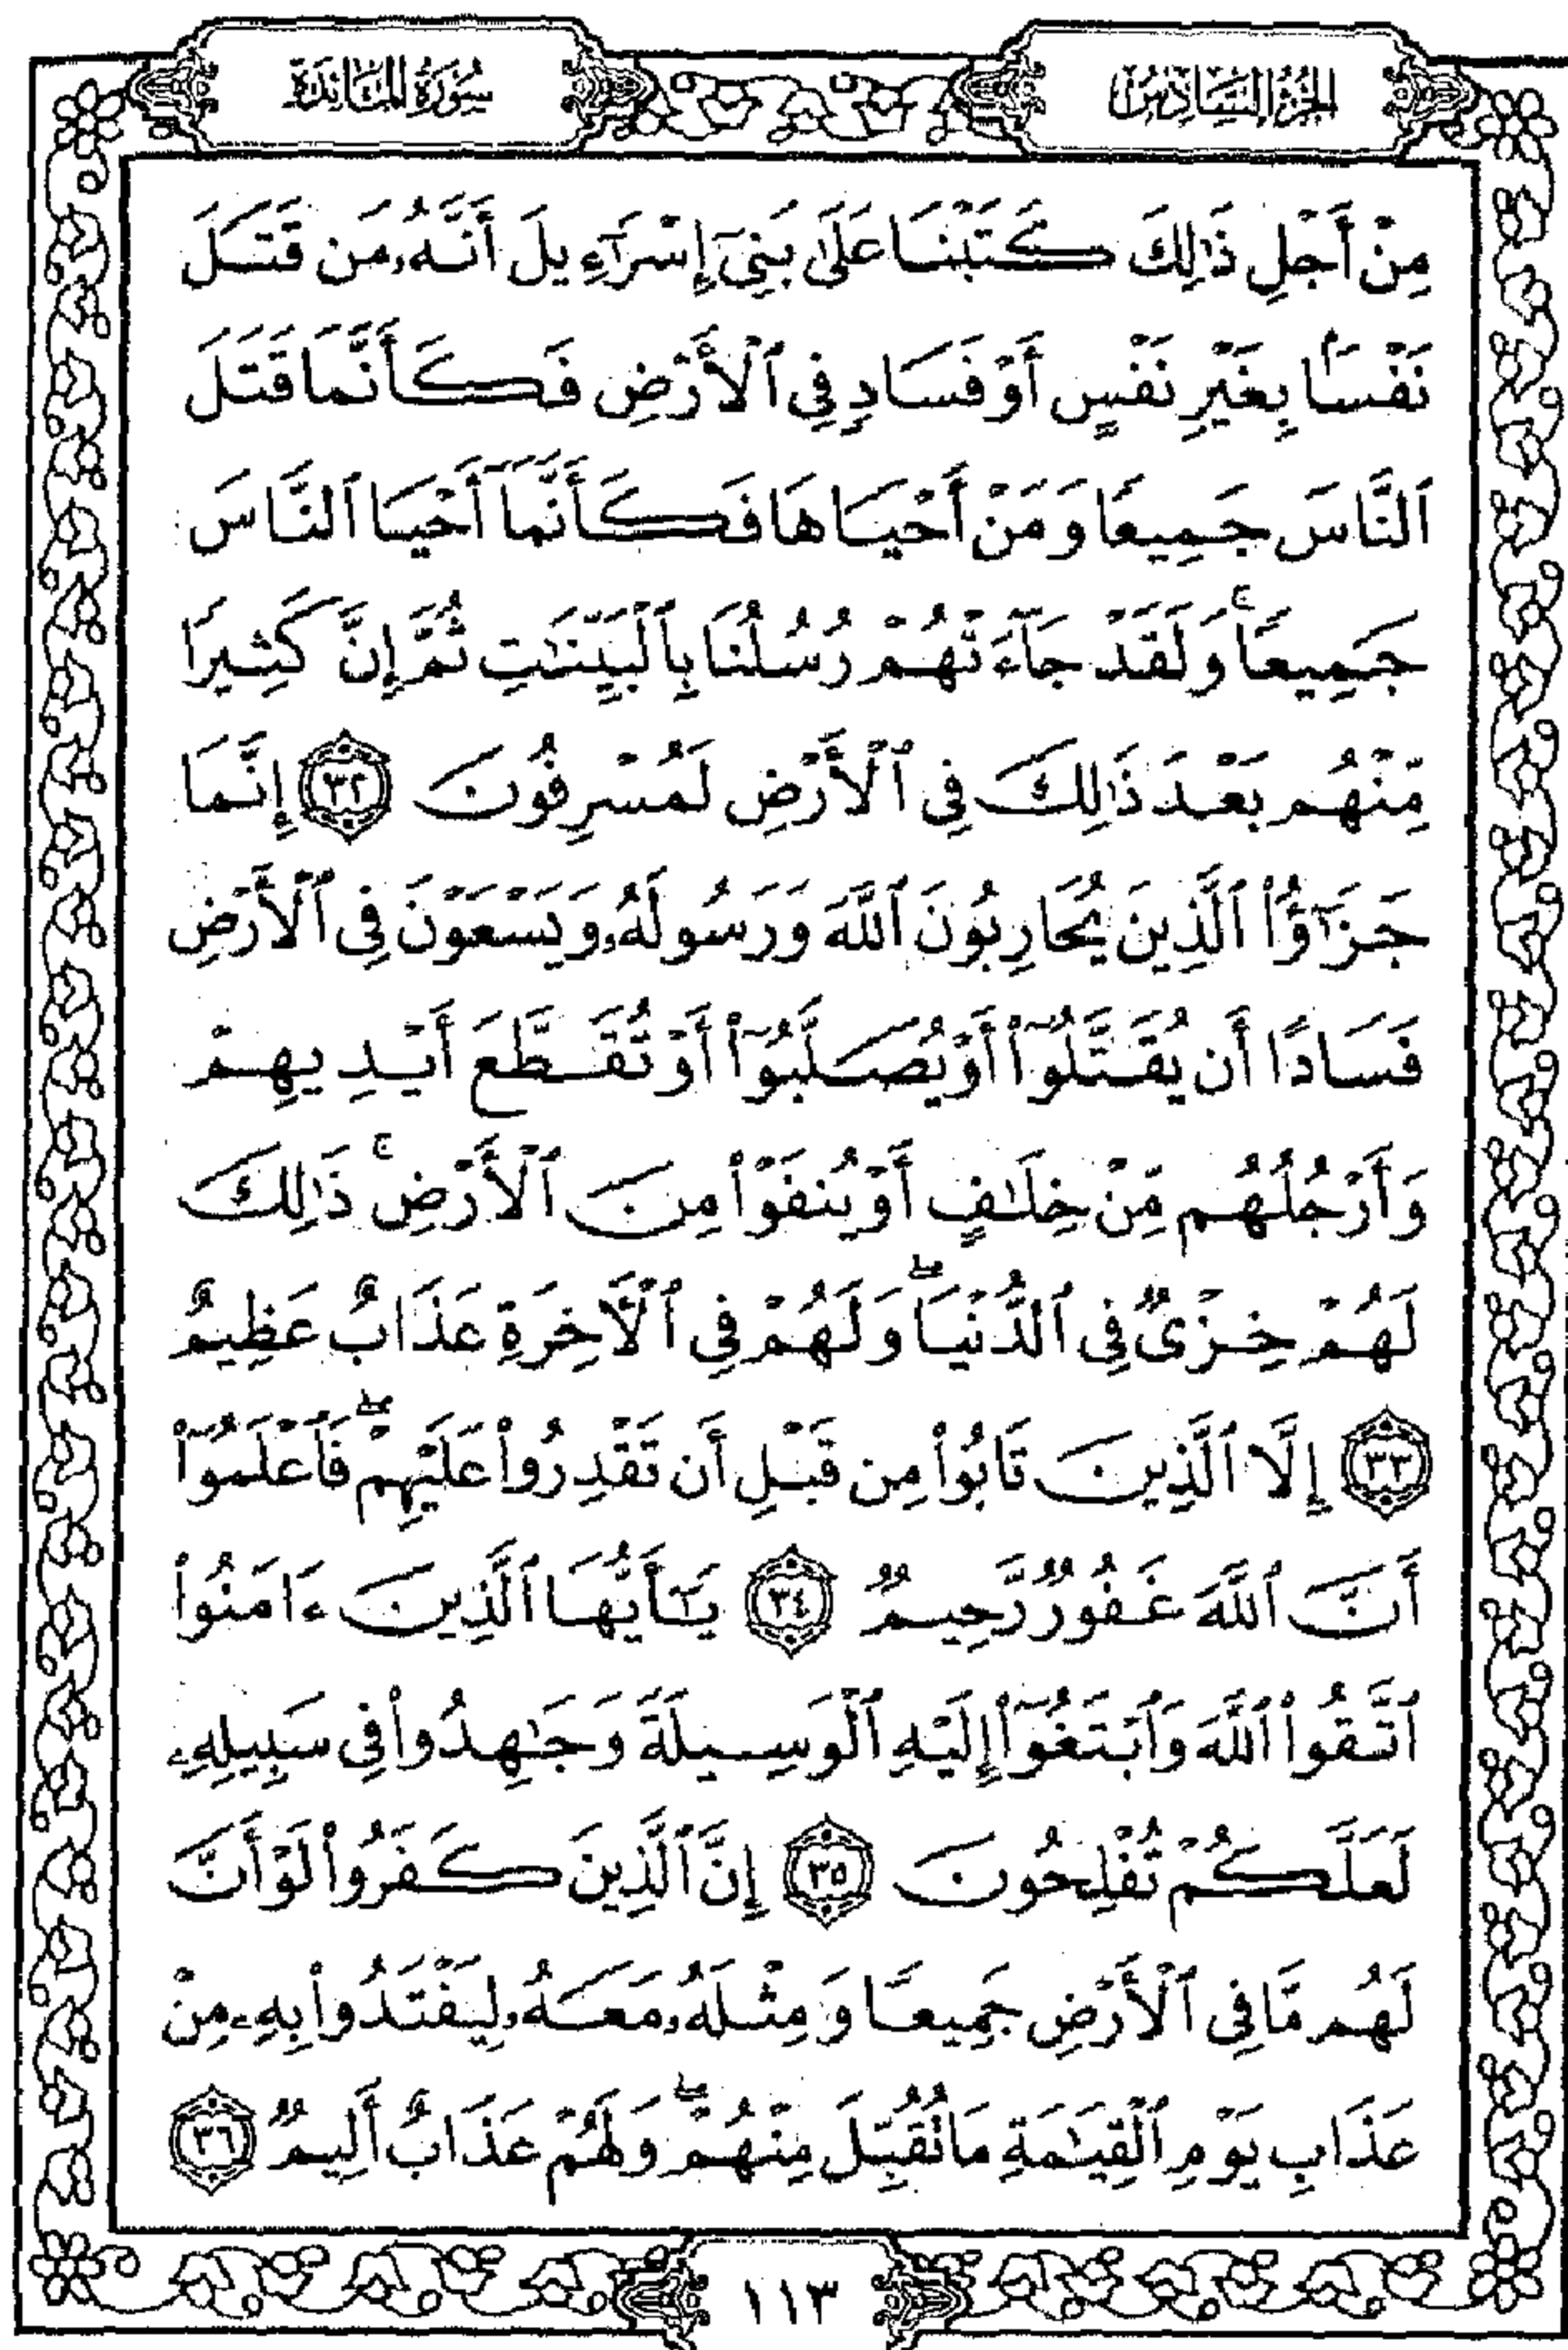 الجزء السادس
سورة المائدة
مِنْ أَجْلِ ذَٰلِكَ كَتَبْنَا عَلَىٰ بَنِىٓ إِسْرَٰٓءِيلَ أَنَّهُۥ مَن قَتَلَ
نَفْسًۢا بِغَيْرِ نَفْسٍ أَوْ فَسَادٍ فِى ٱلْأَرْضِ فَكَأَنَّمَا قَتَلَ
ٱلنَّاسَ جَمِيعًا وَمَنْ أَحْيَاهَا فَكَأَنَّمَآ أَحْيَا ٱلنَّاسَ
جَمِيعًا ۚ وَلَقَدْ جَآءَتْهُمْ رُسُلُنَا بِٱلْبَيِّنَٰتِ ثُمَّ إِنَّ كَثِيرًا
مِّنْهُم بَعْدَ ذَٰلِكَ فِى ٱلْأَرْضِ لَمُسْرِفُونَ ٣٢ إِنَّمَا
جَزَٰٓؤُا۟ ٱلَّذِينَ يُحَارِبُونَ ٱللَّهَ وَرَسُولَهُۥ وَيَسْعَوْنَ فِى ٱلْأَرْضِ
فَسَادًا أَن يُقَتَّلُوٓا۟ أَوْ يُصَلَّبُوٓا۟ أَوْ تُقَطَّعَ أَيْدِيهِمْ
وَأَرْجُلُهُم مِّنْ خِلَٰفٍ أَوْ يُنفَوْا۟ مِنَ ٱلْأَرْضِ ۚ ذَٰلِكَ
لَهُمْ خِزْىٌ فِى ٱلدُّنْيَا ۖ وَلَهُمْ فِى ٱلْأَخِرَةِ عَذَابٌ عَظِيمٌ
٣٣ إِلَّا ٱلَّذِينَ تَابُوا۟ مِن قَبْلِ أَن تَقْدِرُوا۟ عَلَيْهِمْ ۖ فَٱعْلَمُوٓا۟
أَنَّ ٱللَّهَ غَفُورٌ رَّحِيمٌ ٣٤ يَٰٓأَيُّهَا ٱلَّذِينَ ءَامَنُوا۟
ٱتَّقُوا۟ ٱللَّهَ وَٱبْتَغُوٓا۟ إِلَيْهِ ٱلْوَسِيلَةَ وَجَٰهِدُوا۟ فِى سَبِيلِهِۦ
لَعَلَّكُمْ تُفْلِحُونَ ٣٥ إِنَّ ٱلَّذِينَ كَفَرُوا۟ لَوْ أَنَّ
لَهُم مَّا فِى ٱلْأَرْضِ جَمِيعًا وَمِثْلَهُۥ مَعَهُۥ لِيَفْتَدُوا۟ بِهِۦ مِنْ
عَذَابِ يَوْمِ ٱلْقِيَٰمَةِ مَا تُقُبِّلَ مِنْهُمْ ۖ وَلَهُمْ عَذَابٌ أَلِيمٌ ٣٦
١١٣